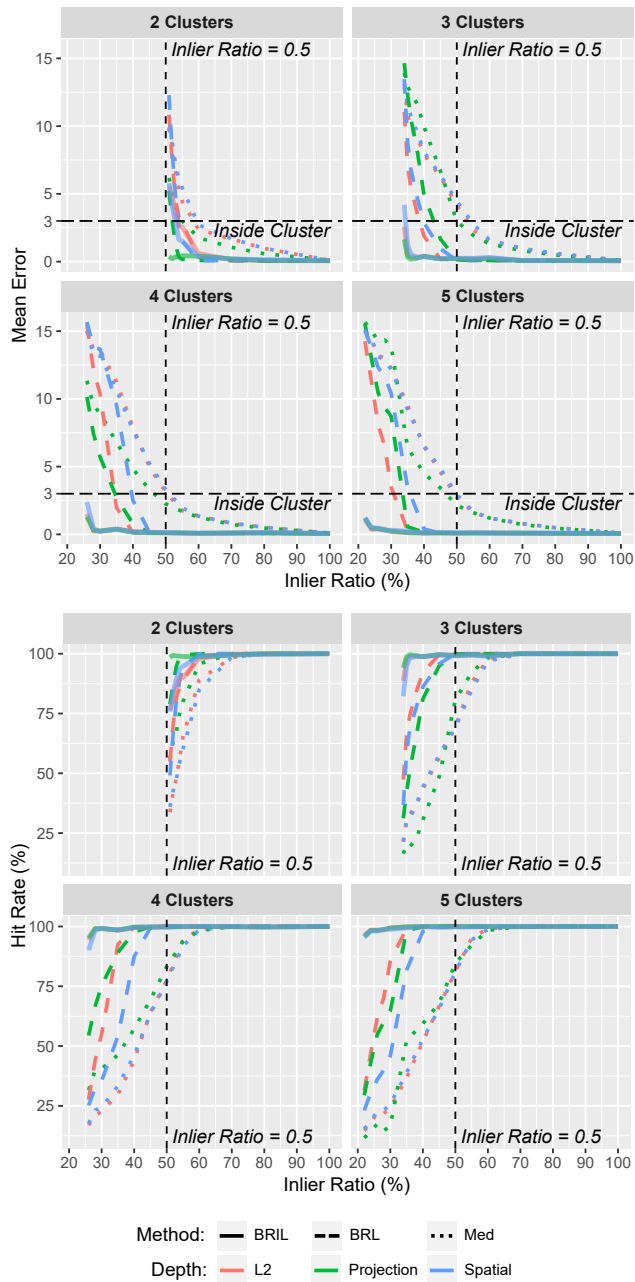 2 Clusters
3 Clusters
Inlier Ratio = 0.5
Inlier Ratio = 0.5
15
10
5
3
0
Inside Cluster
Inside Cluster
4 Clusters
5 Clusters
Inlier Ratio = 0.5
Inlier Ratio = 0.5
15
10
5
3
0
Inside Cluster
Inside Cluster
Mean Error
20 30 40 50 60 70 80 90 100
20 30 40 50 60 70 80 90 100
Inlier Ratio (%)
Inlier Ratio (%)
2 Clusters
3 Clusters
100
75
50
25
Inlier Ratio = 0.5
Inlier Ratio = 0.5
4 Clusters
5 Clusters
100
75
50
25
Inlier Ratio = 0.5
Inlier Ratio = 0.5
Hit Rate (%)
20 30 40 50 60 70 80 90 100
20 30 40 50 60 70 80 90 100
Inlier Ratio (%)
Inlier Ratio (%)
Method: BRIL BRL Med
Depth: L2 Projection Spatial